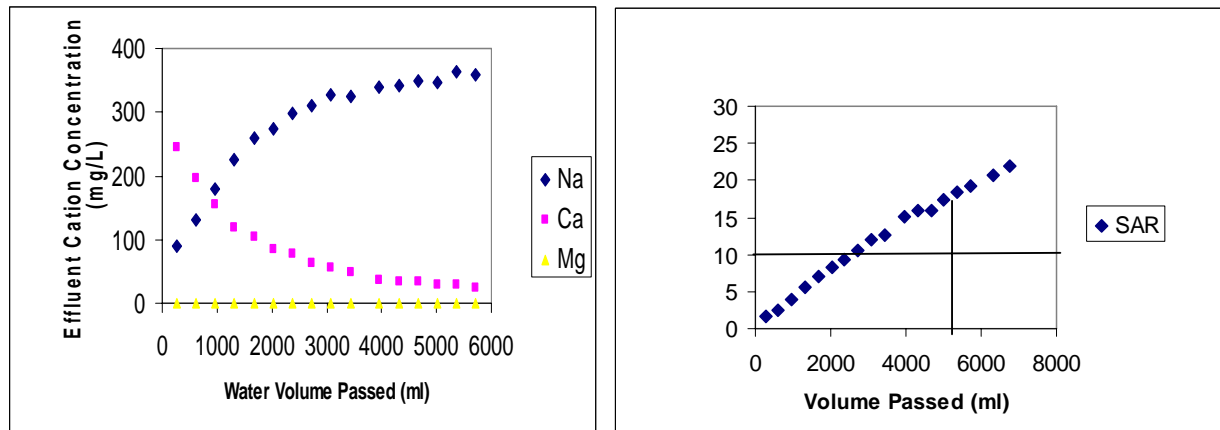 400
300
200
100
0
0 1000 2000 3000 4000 5000 6000
Effluent Cation Concentration
(mg/L)
Water Volume Passed (ml)
Na
Ca
Mg
30
25
20
15
10
5
0
0 2000 4000 6000 8000
Volume Passed (ml)
SAR